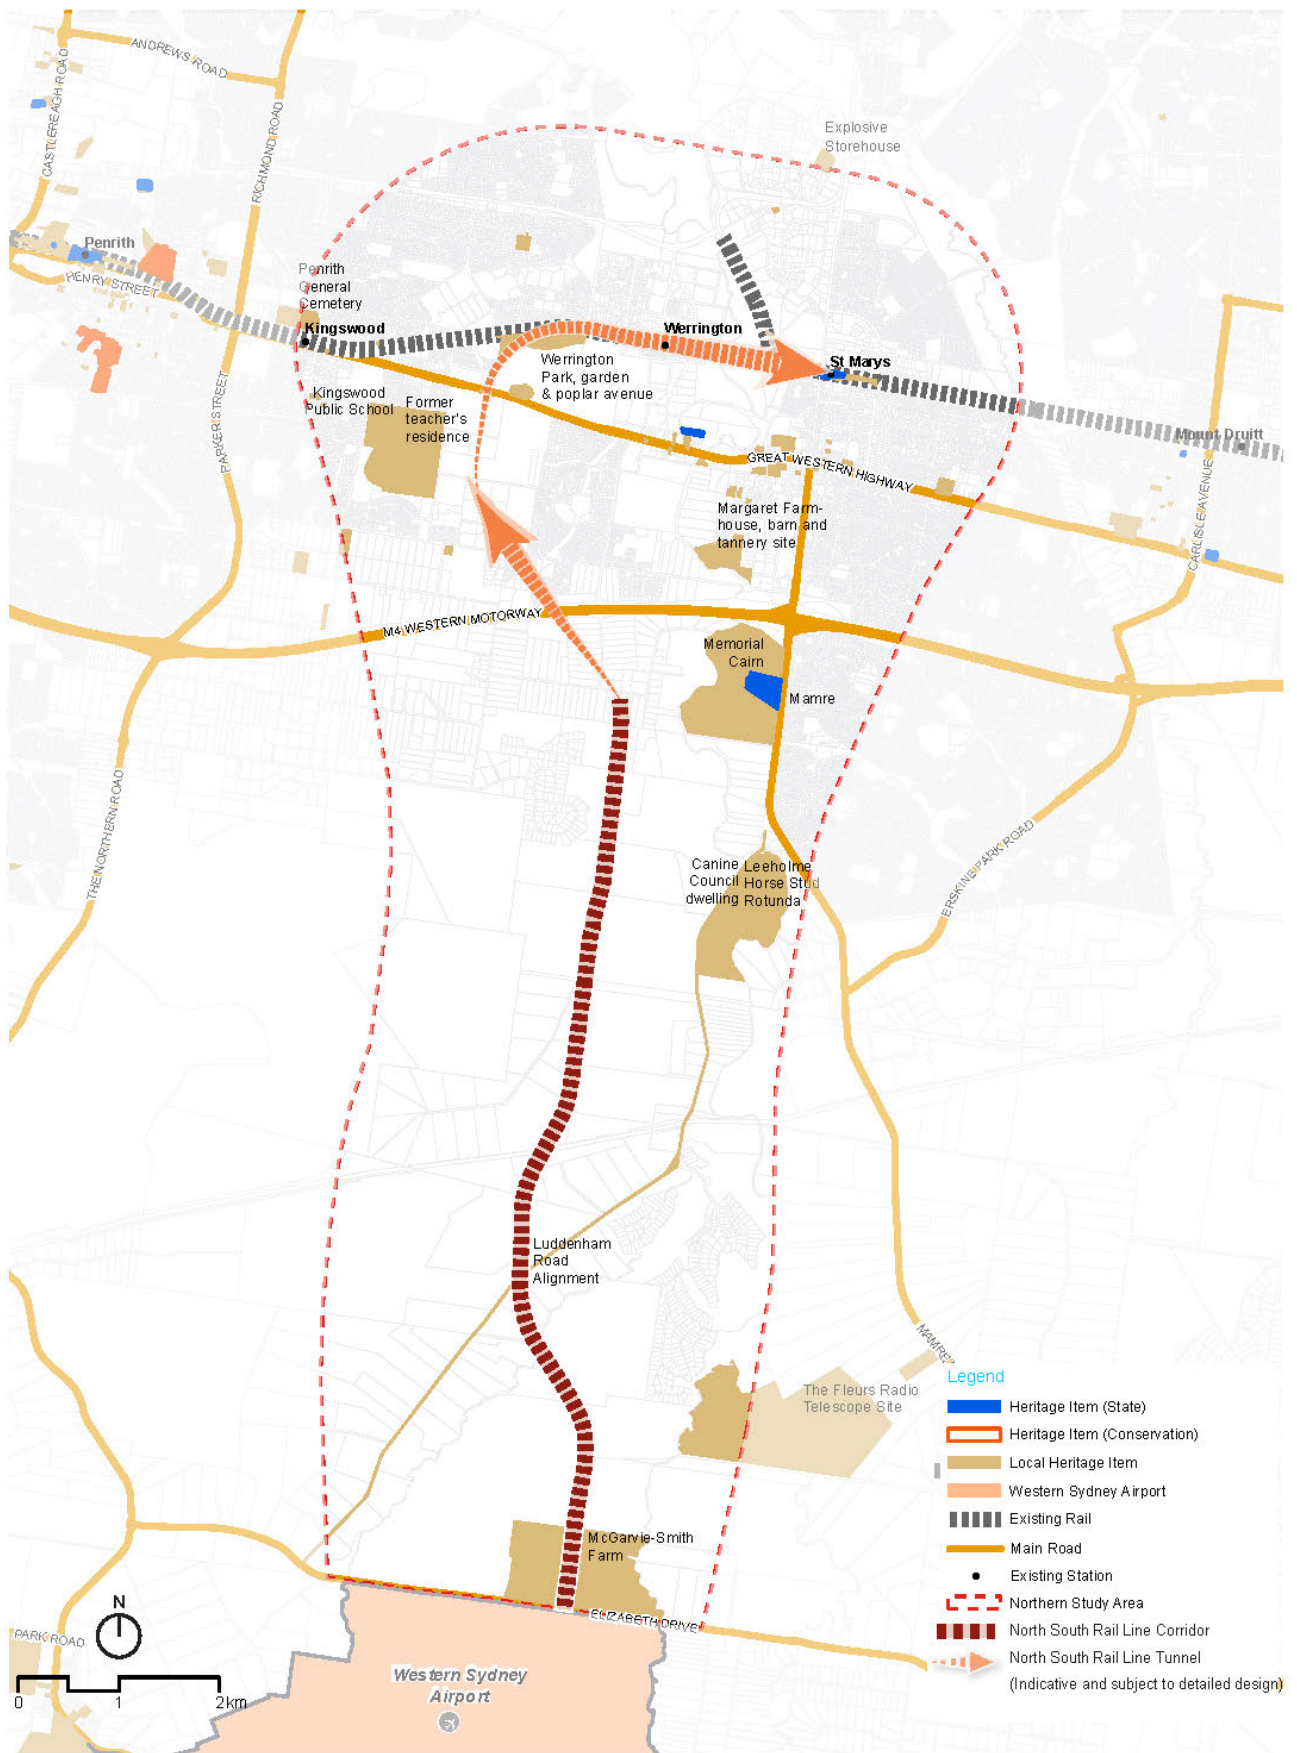 ANDREWS ROAD
CASTLEREAGH ROAD
RICHMOND ROAD
Explosive
Storehouse
Penrith
HENRY STREET
Penrith
General
Cemetery
Kingswood
Werrington
St Marys
Mount Druitt
Werrington
Park, garden
& poplar avenue
Kingswood
Public School
Former
teacher's
residence
PARKER STREET
GREAT WESTERN HIGHWAY
CARLISLE AVENUE
Margaret Farm-
house, barn and
tannery site
M4 WESTERN MOTORWAY
Memorial
Cairn
Mamre
THE NORTHERN ROAD
ERSKINE PARK ROAD
Canine
Council
dwelling
Leeholme
Horse Stud
Rotunda
Luddenham
Road
Alignment
MAMRE
The Fleurs Radio
Telescope Site
McGarvie-Smith
Farm
ELIZABETH DRIVE
PARK ROAD
N
0 1 2km
Western Sydney
Airport
Legend
Heritage Item (State)
Heritage Item (Conservation)
Local Heritage Item
Western Sydney Airport
Existing Rail
Main Road
Existing Station
Northern Study Area
North South Rail Line Corridor
North South Rail Line Tunnel
(Indicative and subject to detailed design)